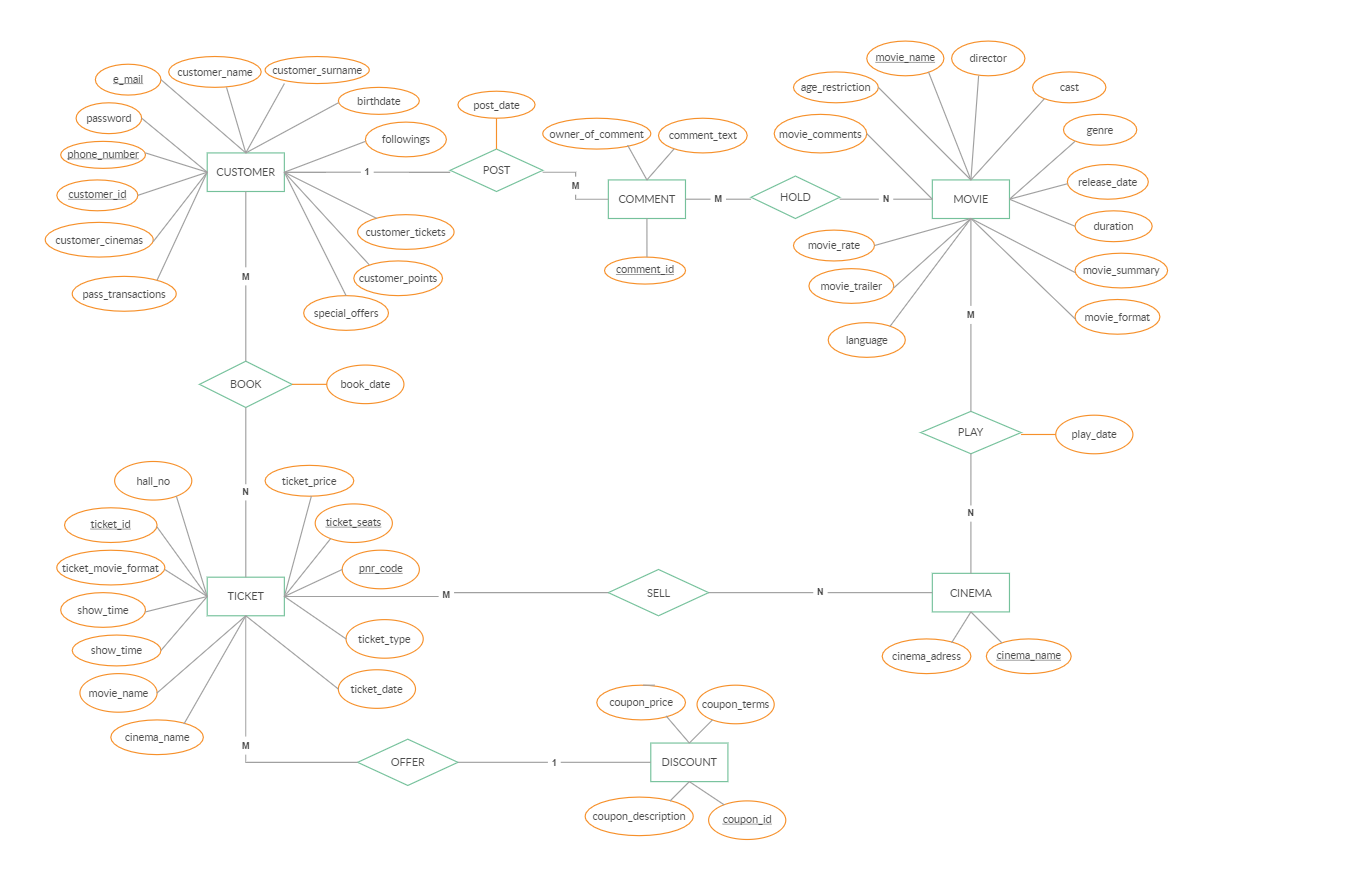 e_mail
customer_name
customer_surname
birthdate
followings
password
phone_number
customer_id
customer_cinemas
pass_transactions
CUSTOMER
customer_tickets
customer_points
special_offers
1
post_date
POST
M
owner_of_comment
comment_text
COMMENT
comment_id
M
HOLD
N
movie_name
director
cast
genre
release_date
duration
movie_summary
movie_format
age_restriction
movie_comments
MOVIE
movie_rate
movie_trailer
language
M
BOOK
book_date
N
M
PLAY
play_date
N
hall_no
ticket_id
ticket_movie_format
show_time
show_time
movie_name
cinema_name
TICKET
ticket_price
ticket_seats
pnr_code
ticket_type
ticket_date
M
SELL
N
CINEMA
cinema_adress
cinema_name
M
OFFER
1
coupon_price
coupon_terms
DISCOUNT
coupon_description
coupon_id